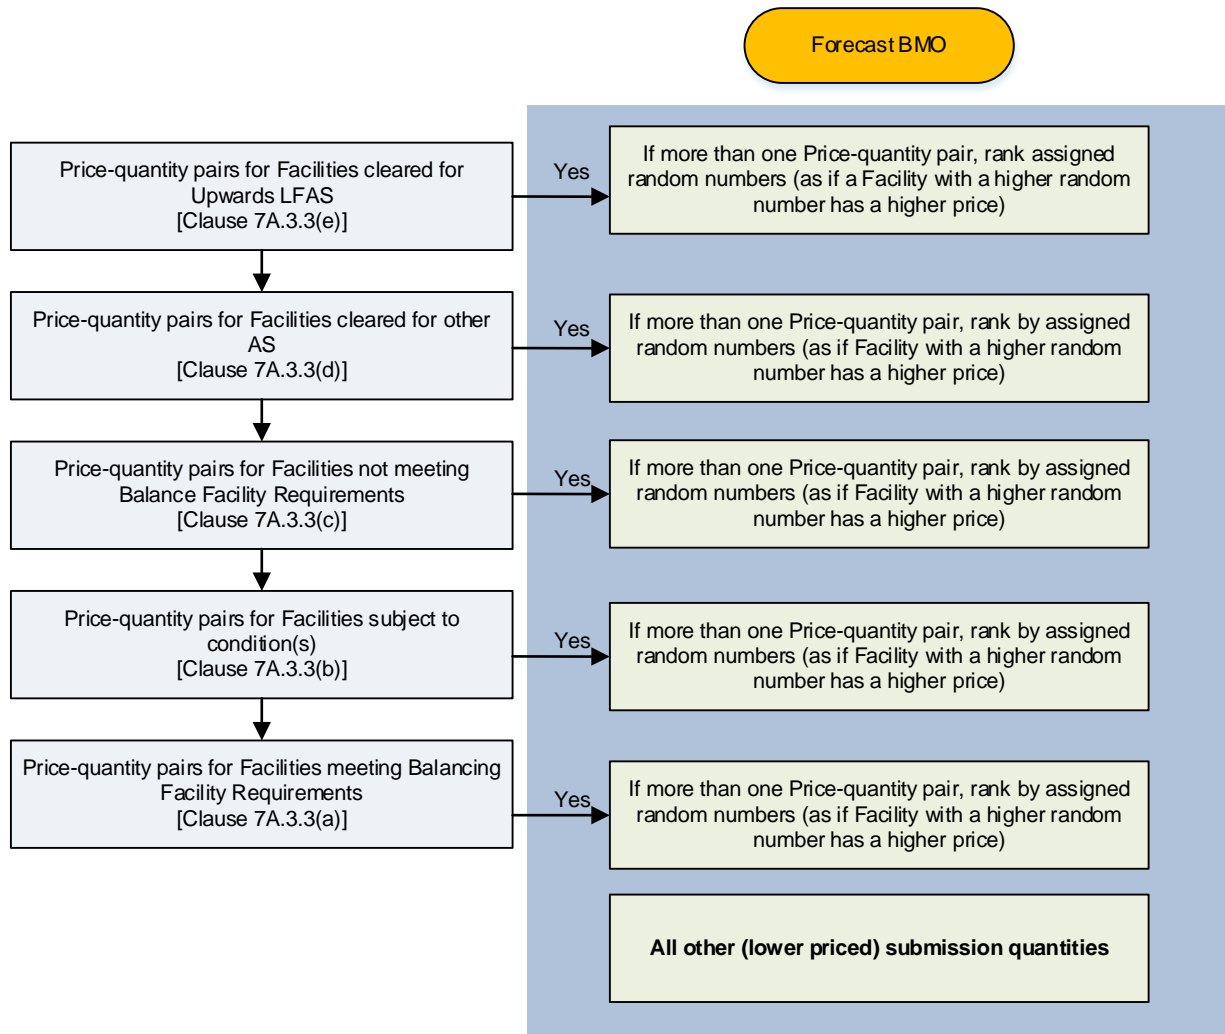 Forecast BMO
Price-quantity pairs for Facilities cleared for
Upwards LFAS
[Clause 7A.3.3(e)]
Yes
If more than one Price-quantity pair, rank assigned
random numbers (as if a Facility with a higher random
number has a higher price)
Price-quantity pairs for Facilities cleared for other
AS
[Clause 7A.3.3(d)]
Yes
If more than one Price-quantity pair, rank by assigned
random numbers (as if Facility with a higher random
number has a higher price)
Price-quantity pairs for Facilities not meeting
Balance Facility Requirements
[Clause 7A.3.3(c)]
Yes
If more than one Price-quantity pair, rank by assigned
random numbers (as if Facility with a higher random
number has a higher price)
Price-quantity pairs for Facilities subject to
condition(s)
[Clause 7A.3.3(b)]
Yes
If more than one Price-quantity pair, rank by assigned
random numbers (as if Facility with a higher random
number has a higher price)
Price-quantity pairs for Facilities meeting Balancing
Facility Requirements
[Clause 7A.3.3(a)]
Yes
If more than one Price-quantity pair, rank by assigned
random numbers (as if Facility with a higher random
number has a higher price)
All other (lower priced) submission quantities